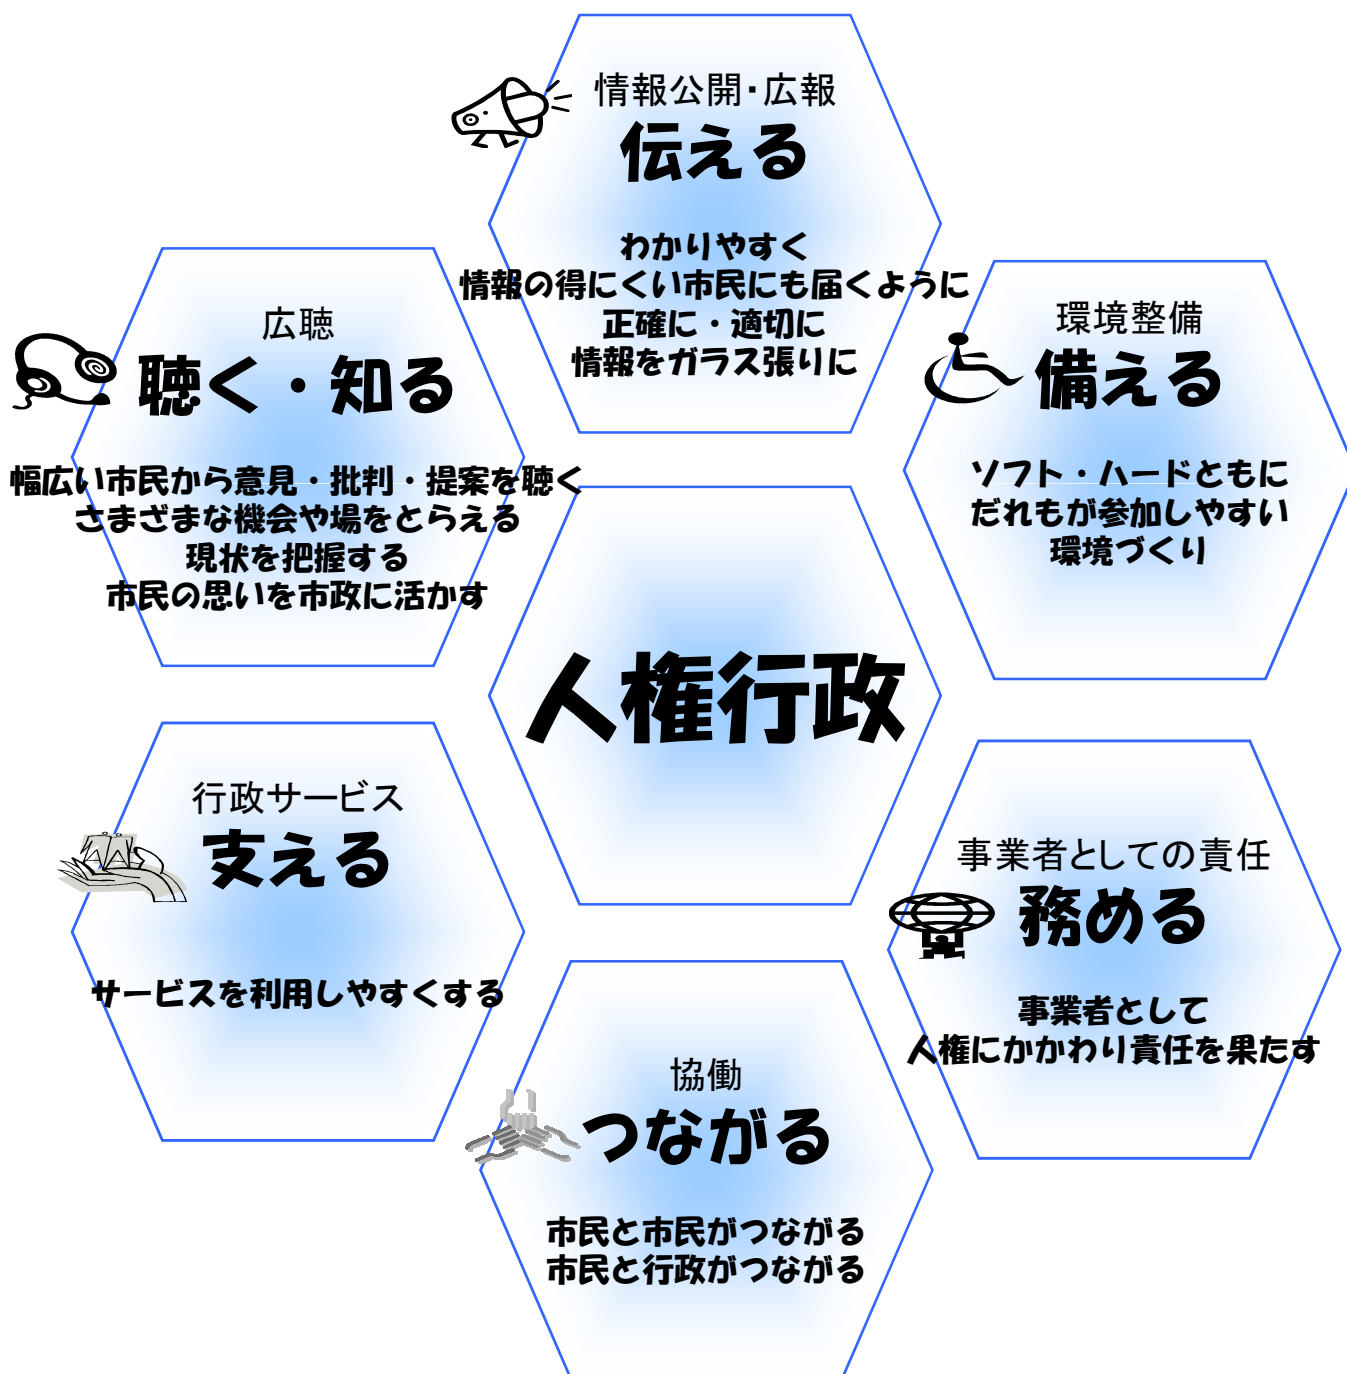 情報公開・広報
伝える
わかりやすく
情報の得にくい市民にも届くように
正確に・適切に
情報をガラス張りに
広聴
聴く・知る
幅広い市民から意見・批判・提案を聴く
さまざまな機会や場をとらえる
現状を把握する
市民の思いを市政に活かす
環境整備
備える
ソフト・ハードともに
だれもが参加しやすい
環境づくり
人権行政
行政サービス
支える
サービスを利用しやすくする
事業者としての責任
務める
事業者として
人権にかかわり責任を果たす
協働
つながる
市民と市民がつながる
市民と行政がつながる